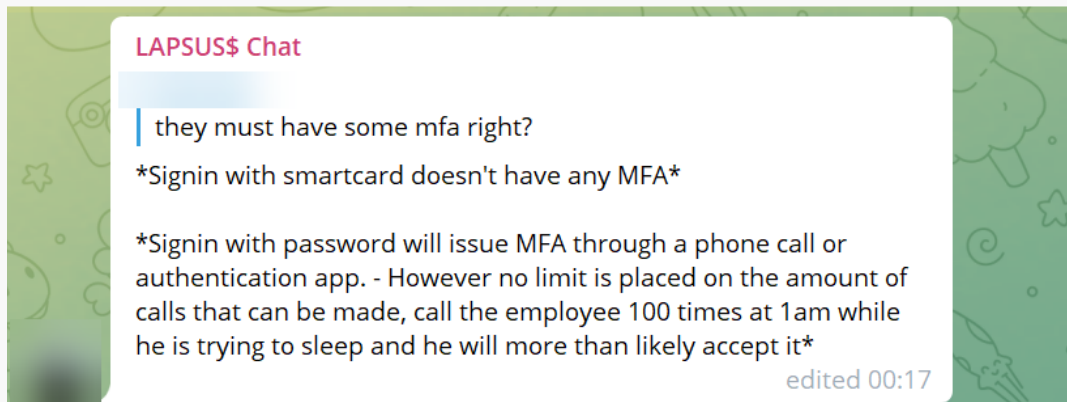 LAPSUS$ Chat
they must have some mfa right?
*Signin with smartcard doesn't have any MFA*
*Signin with password will issue MFA through a phone call or
authentication app. - However no limit is placed on the amount of
calls that can be made, call the employee 100 times at 1am while
he is trying to sleep and he will more than likely accept it*
edited 00:17